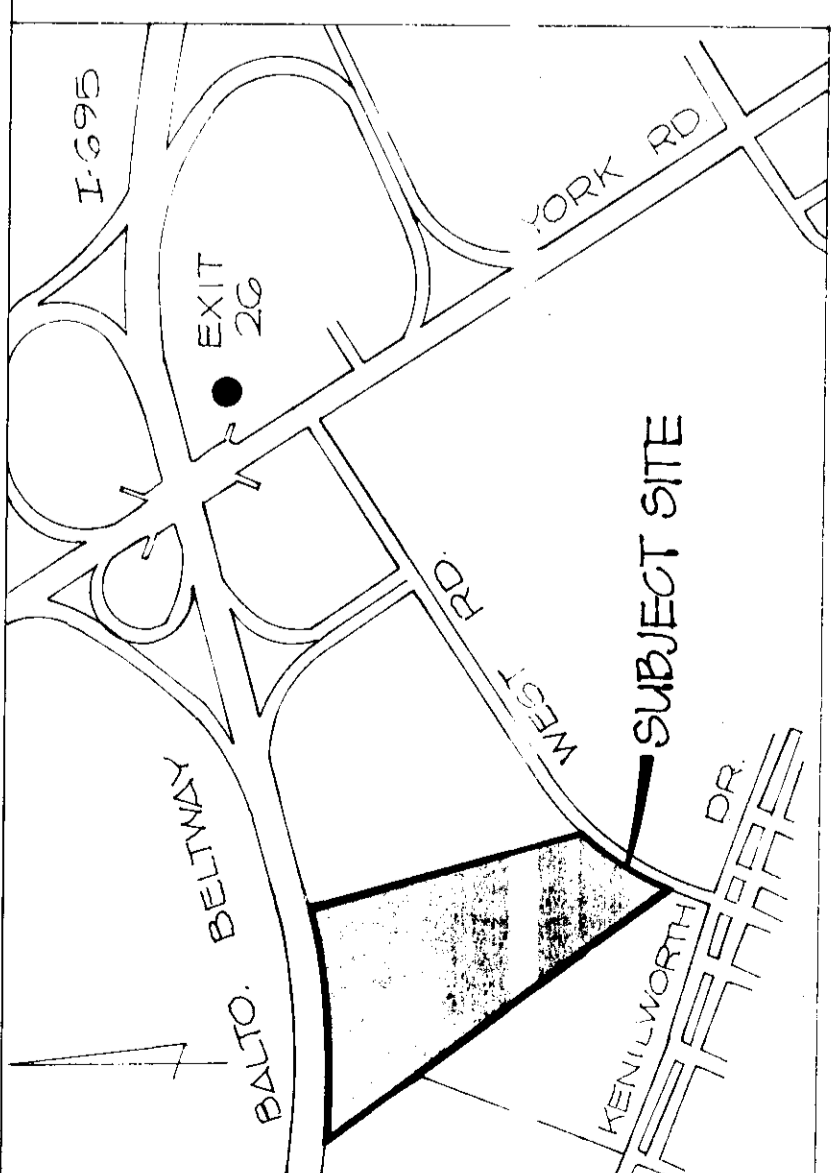 I-695
EXIT
26
YORK RD.
WEST RD.
SUBJECT SITE
BALTO. BELTWAY
KENILWORTH DR.